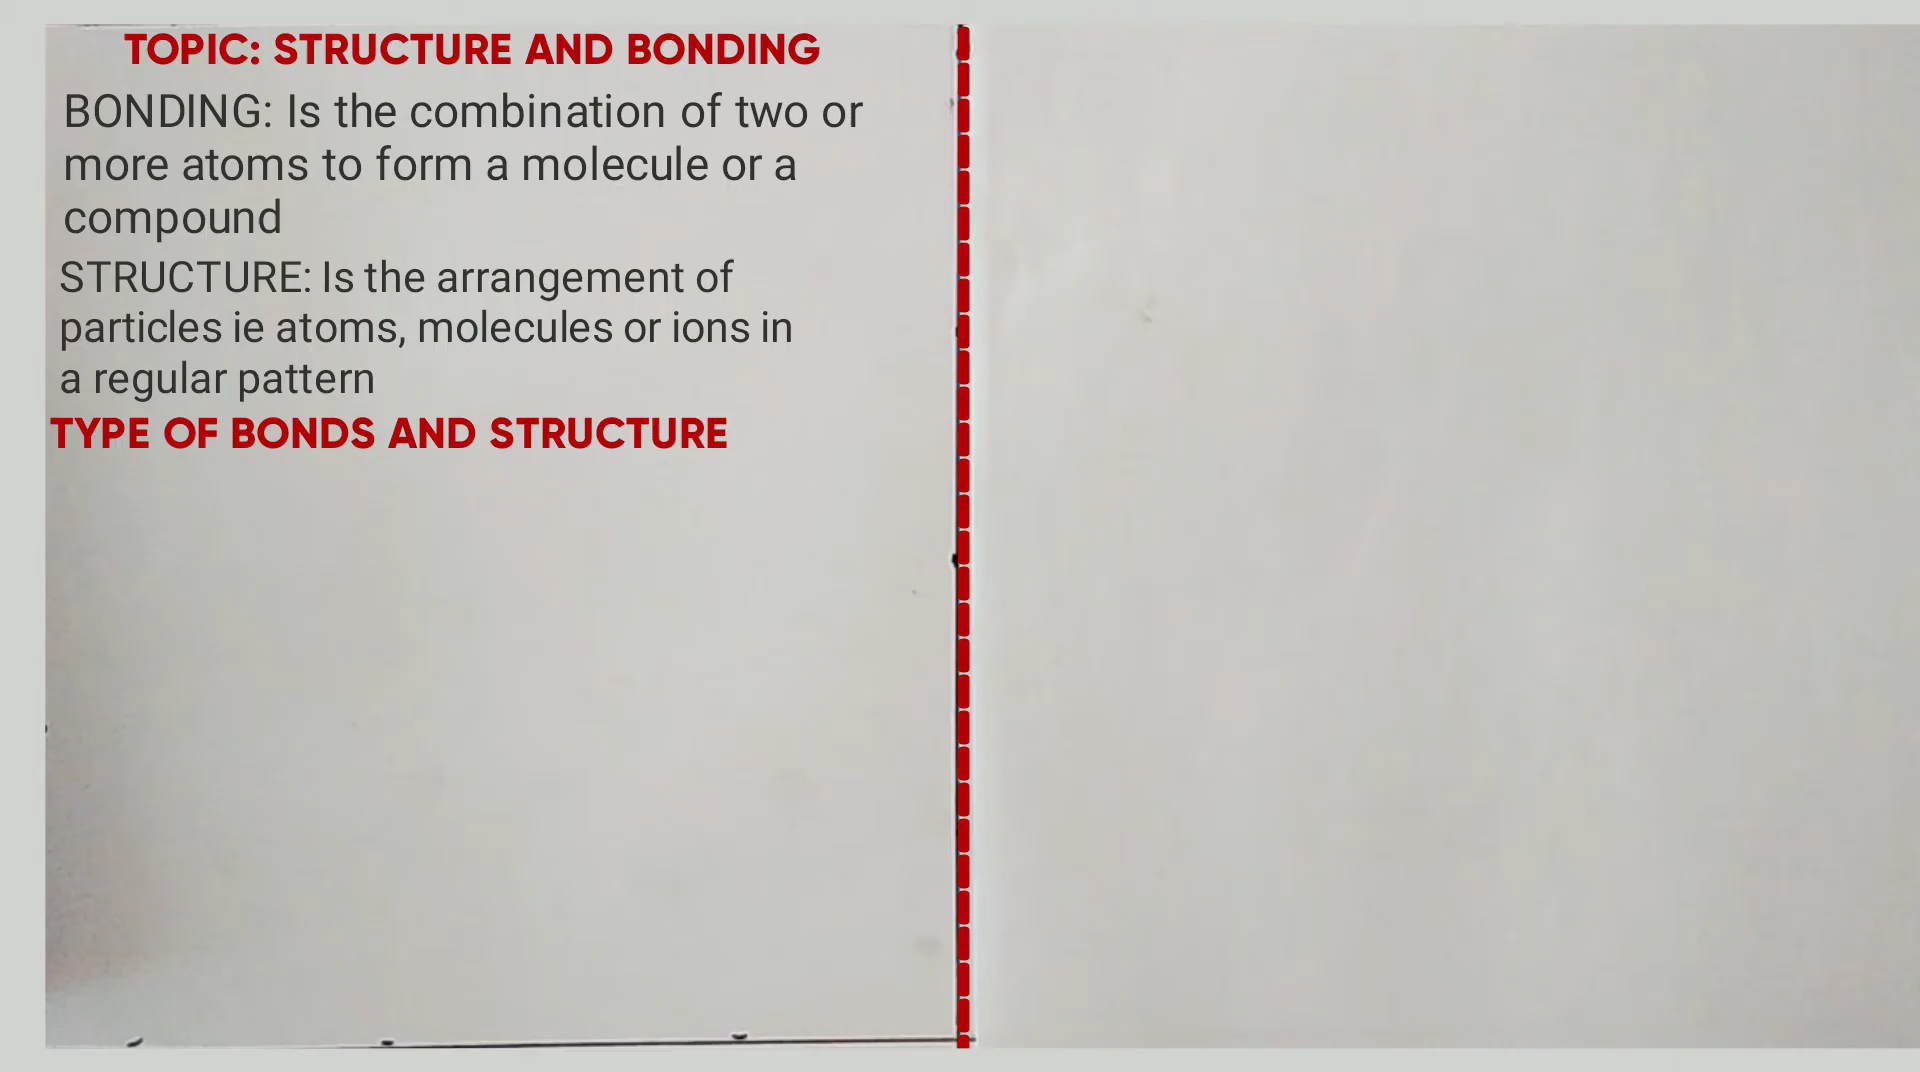 TOPIC: STRUCTURE AND BONDING
BONDING: Is the combination of two or
more atoms to form a molecule or a
compound
STRUCTURE: Is the arrangement of
particles ie atoms, molecules or ions in
a regular pattern
TYPE OF BONDS AND STRUCTURE